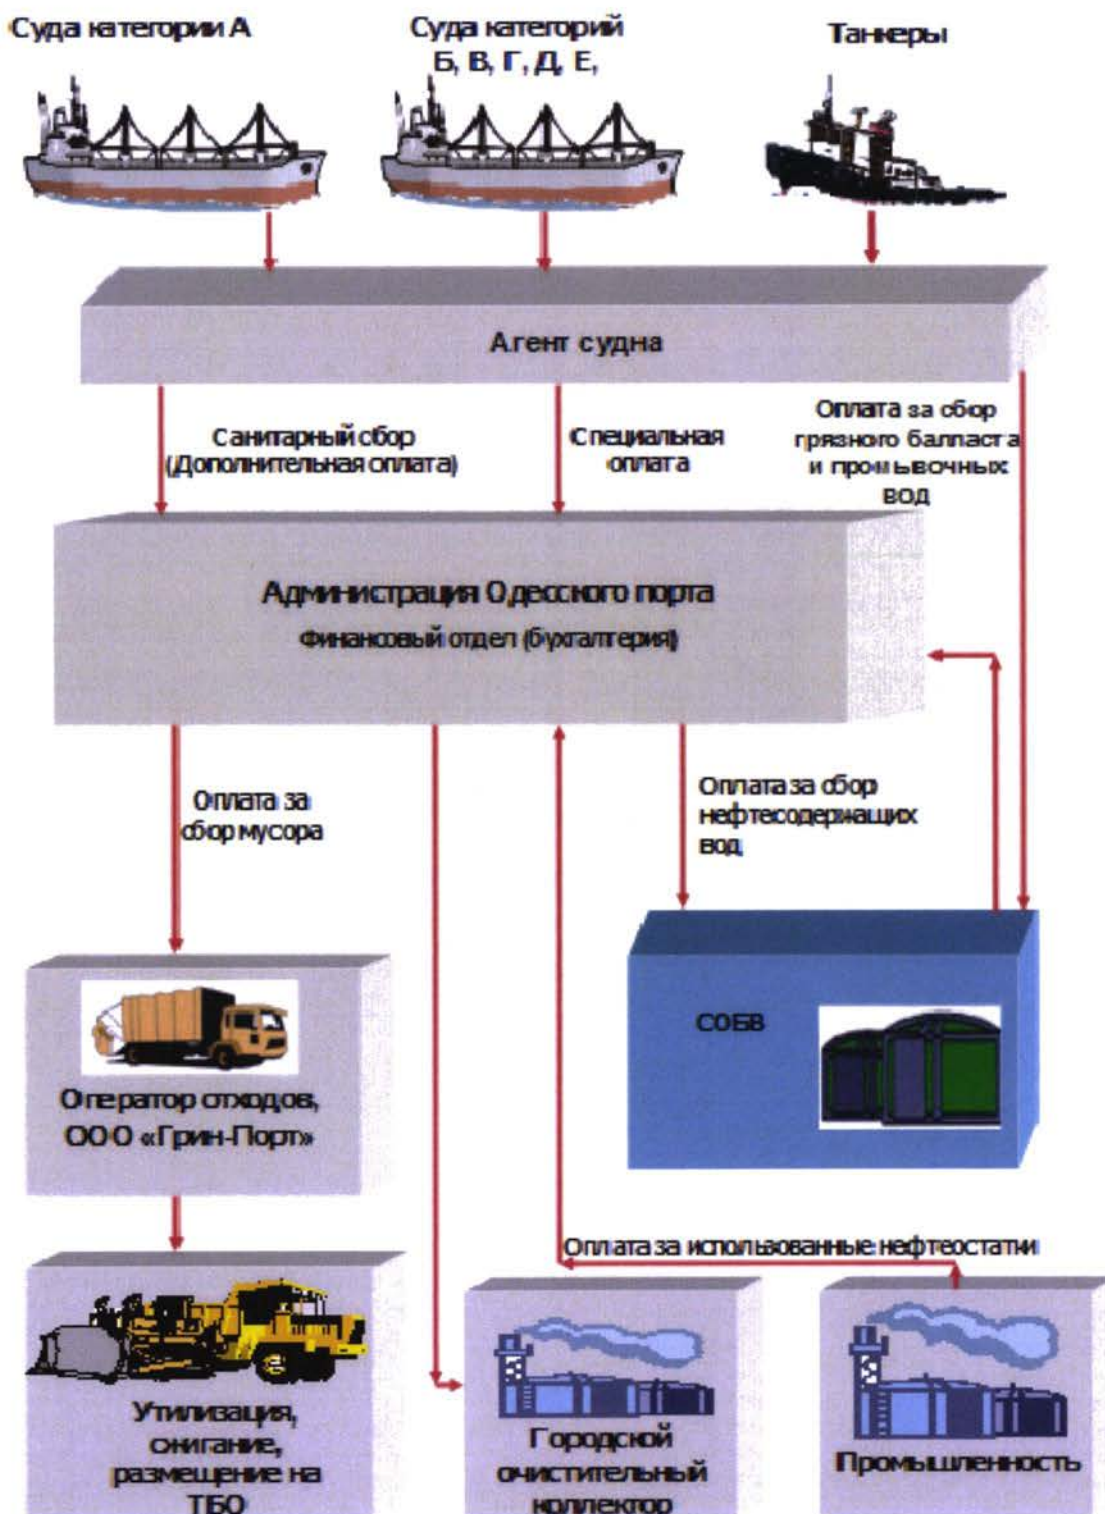 Суда категории А
Суда категорий
Б, В, Г, Д, Е,
Танкеры
Агент судна
Санитарный сбор
(Дополнительная оплата)
Специальная
оплата
Оплата за сбор
грязного балласта
и промывочных
вод
Администрация Одесского порта
Финансовый отдел (бухгалтерия)
Оплата за
сбор мусора
Оплата за сбор
нефтесодержащих
вод
СОБВ
Оператор отходов,
ООО «Грин-Порт»
Оплата за использованные нефтеостатки
Утилизация,
сжигание,
размещение на
ТБО
Городской
очистительный
коллектор
Промышленность